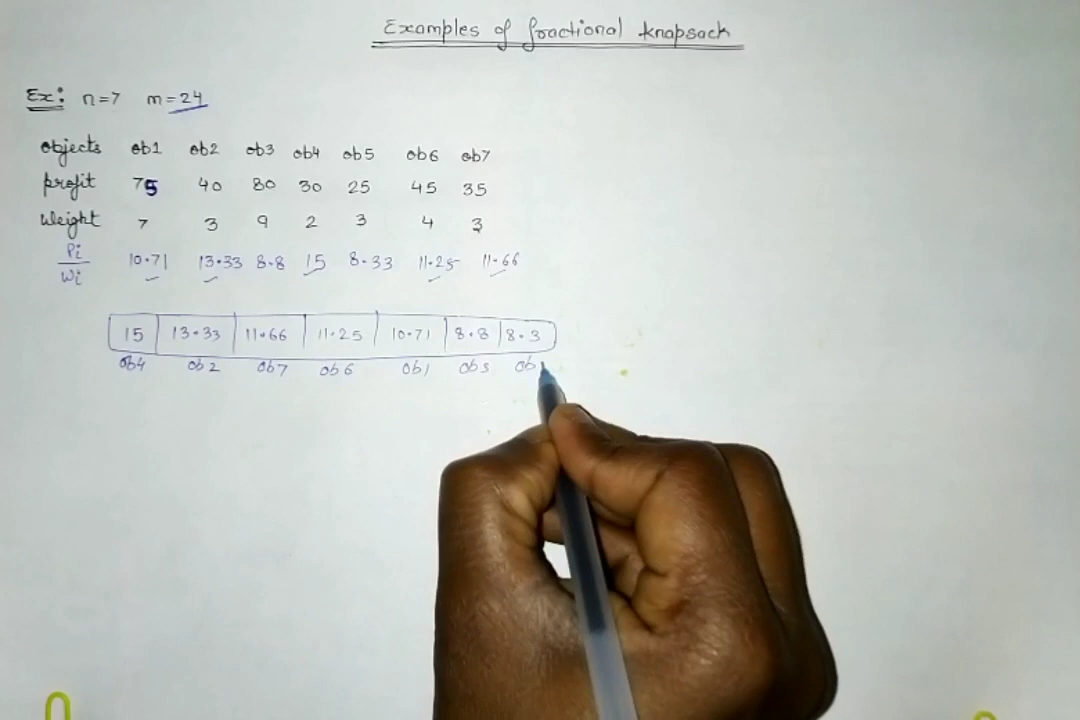 Examples of fractional knapsack
Ex: n=7 m=24
objects ob1 ob2 ob3 ob4 ob5 ob6 ob7
profit 75 40 80 30 25 45 35
Weight 7 3 9 2 3 4 3
Pi/Wi 10.71 13.33 8.8 15 8.33 11.25 11.66
15 13.33 11.66 11.25 10.71 8.8 8.3
ob4 ob2 ob7 ob6 ob1 ob3 ob